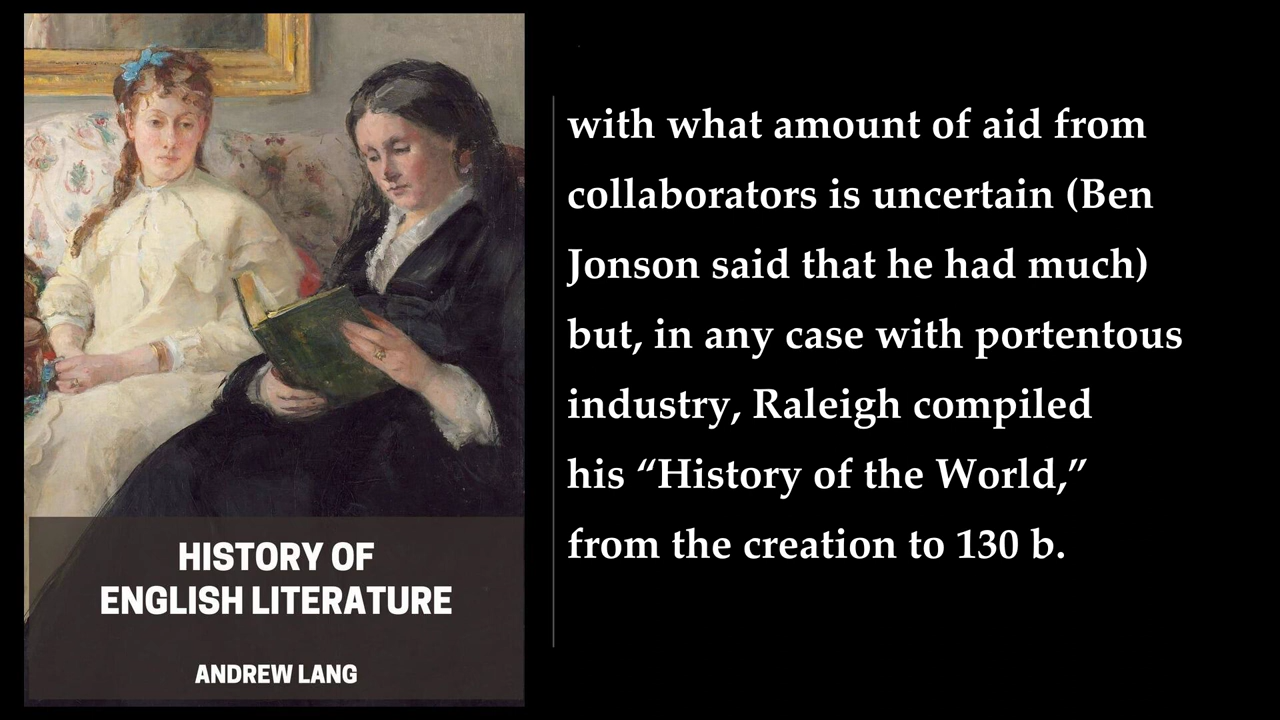 HISTORY OF
ENGLISH LITERATURE
ANDREW LANG
with what amount of aid from
collaborators is uncertain (Ben
Jonson said that he had much)
but, in any case with portentous
industry, Raleigh compiled
his “History of the World,”
from the creation to 130 b.